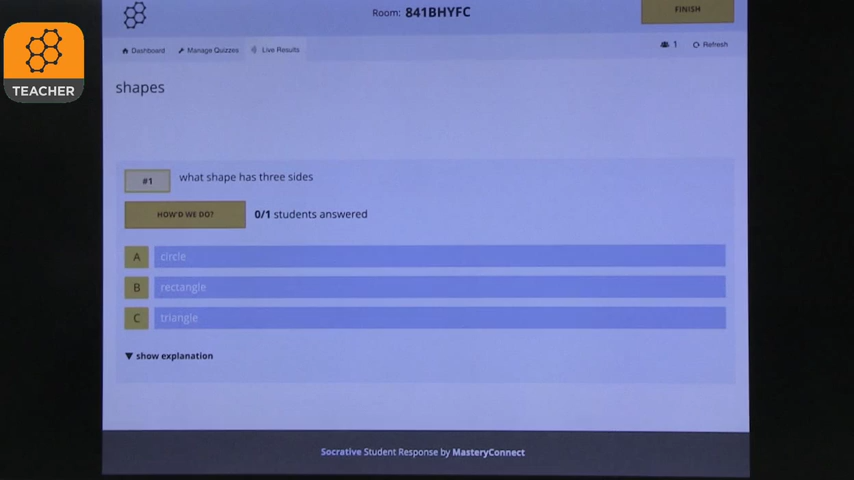 Room: 841BHYFC
FINISH
TEACHER
Dashboard
Manage Quizzes
Live Results
1
Refresh
shapes
#1
what shape has three sides
HOW'D WE DO?
0/1 students answered
A circle
B rectangle
C triangle
▼ show explanation
Socrative Student Response by MasteryConnect